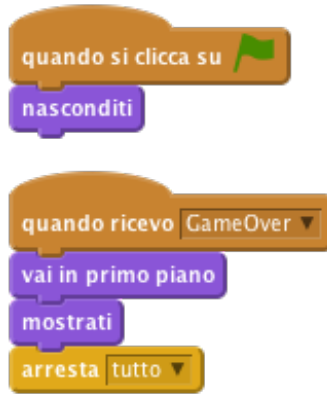 quando si clicca su
nasconditi
quando ricevo GameOver
vai in primo piano
mostrati
arresta tutto